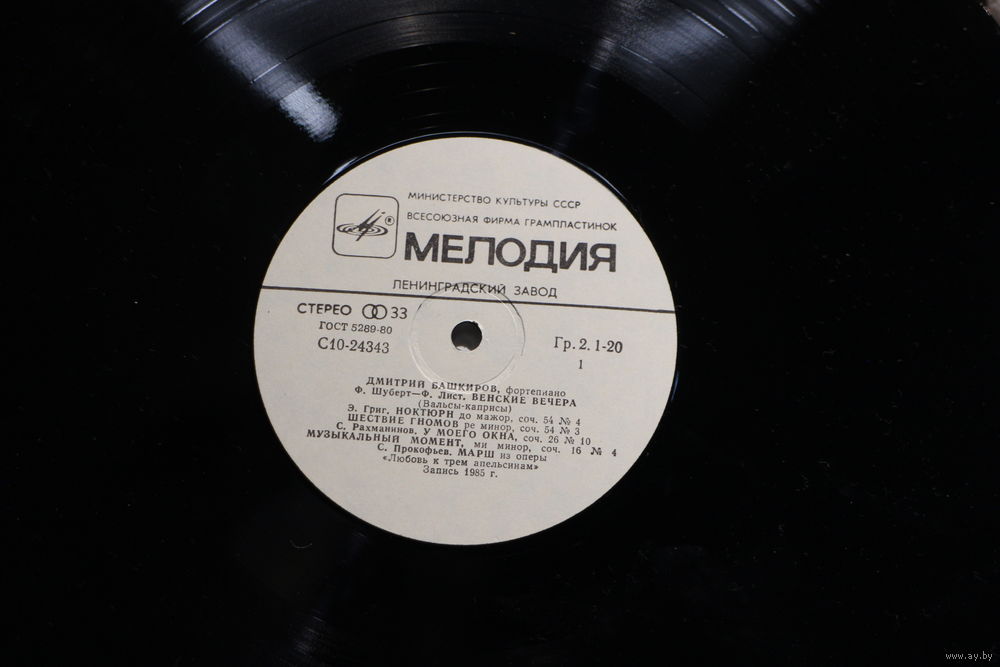 МИНИСТЕРСТВО КУЛЬТУРЫ СССР
ВСЕСОЮЗНАЯ ФИРМА ГРАМПЛАСТИНОК
МЕЛОДИЯ
®
ЛЕНИНГРАДСКИЙ ЗАВОД
СТЕРЕО 33
ГОСТ 5289-80
С10-24343
Гр. 2. 1-20
1
ДМИТРИЙ БАШКИРОВ, фортепиано
Ф. Шуберт—Ф. Лист. ВЕНСКИЕ ВЕЧЕРА
(Вальсы-каприсы)
Э. Григ. НОКТЮРН до мажор, соч. 54 № 4
ШЕСТВИЕ ГНОМОВ ре минор, соч. 54 № 3
С. Рахманинов. У МОЕГО ОКНА, соч. 26 № 10
МУЗЫКАЛЬНЫЙ МОМЕНТ, ми минор, соч. 16 № 4
С. Прокофьев. МАРШ из оперы
«Любовь к трем апельсинам»
Запись 1985 г.
www.ay.by